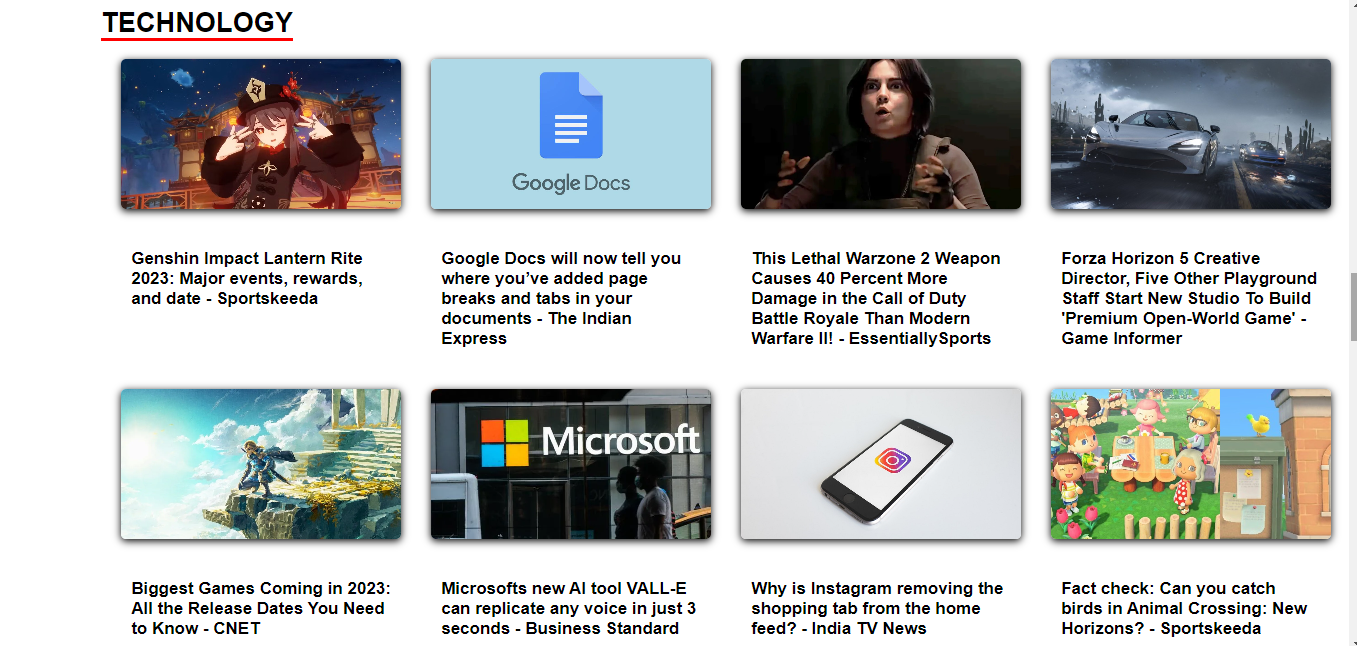 TECHNOLOGY
Google Docs
Genshin Impact Lantern Rite
2023: Major events, rewards,
and date - Sportskeeda
Google Docs will now tell you
where you’ve added page
breaks and tabs in your
documents - The Indian
Express
This Lethal Warzone 2 Weapon
Causes 40 Percent More
Damage in the Call of Duty
Battle Royale Than Modern
Warfare II! - EssentiallySports
Forza Horizon 5 Creative
Director, Five Other Playground
Staff Start New Studio To Build
'Premium Open-World Game' -
Game Informer
Microsoft
Biggest Games Coming in 2023:
All the Release Dates You Need
to Know - CNET
Microsofts new AI tool VALL-E
can replicate any voice in just 3
seconds - Business Standard
Why is Instagram removing the
shopping tab from the home
feed? - India TV News
Fact check: Can you catch
birds in Animal Crossing: New
Horizons? - Sportskeeda